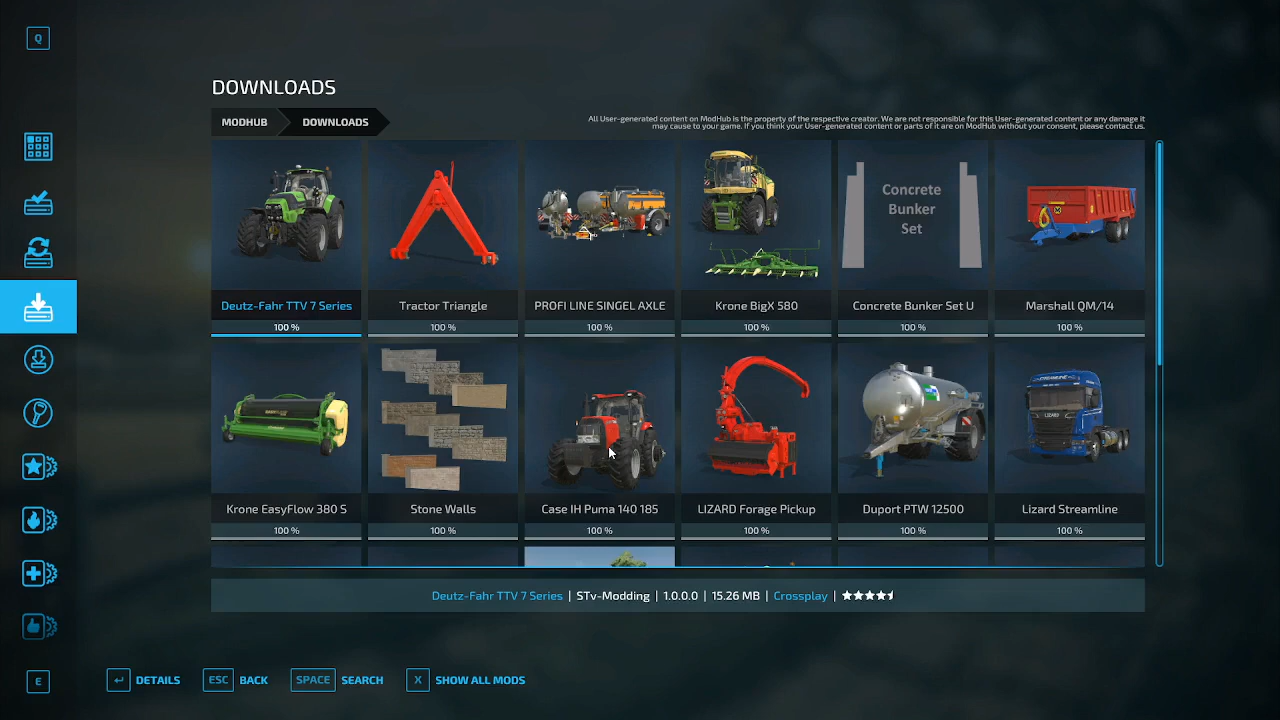 Q
DOWNLOADS
MODHUB DOWNLOADS
All User-generated content on ModHub is the property of the respective creator. We are not responsible for this User-generated content or any damage it
may cause to your game. If you think your User-generated content or parts of it are on ModHub without your consent, please contact us.
Concrete
Bunker
Set
Deutz-Fahr TTV 7 Series Tractor Triangle PROFI LINE SINGEL AXLE Krone BigX 580 Concrete Bunker Set U Marshall QM/14
100 % 100 % 100 % 100 % 100 % 100 %
LIZARD
Krone EasyFlow 380 S Stone Walls Case IH Puma 140 185 LIZARD Forage Pickup Duport PTW 12500 Lizard Streamline
100 % 100 % 100 % 100 % 100 % 100 %
Deutz-Fahr TTV 7 Series | STv-Modding | 1.0.0.0 | 15.26 MB | Crossplay |
E
DETAILS ESC BACK SPACE SEARCH X SHOW ALL MODS